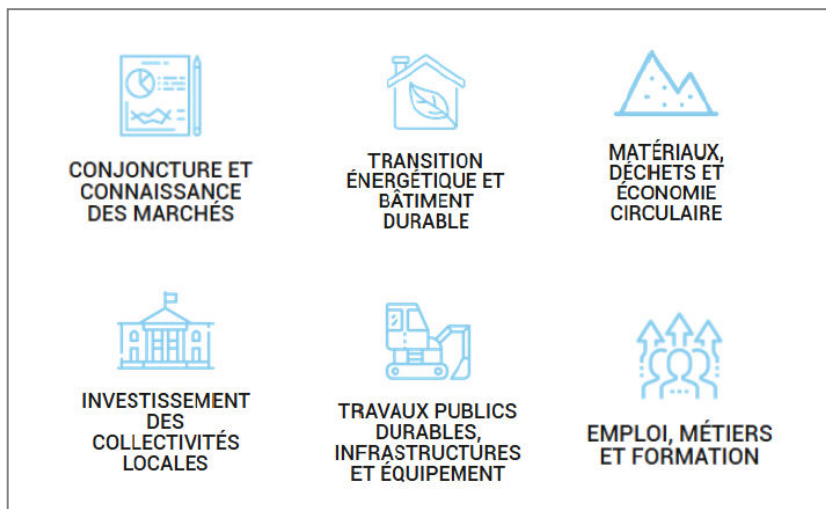 CONJONCTURE ET
CONNAISSANCE
DES MARCHÉS
TRANSITION
ÉNERGÉTIQUE ET
BÂTIMENT
DURABLE
MATÉRIAUX,
DÉCHETS ET
ÉCONOMIE
CIRCULAIRE
INVESTISSEMENT
DES
COLLECTIVITÉS
LOCALES
TRAVAUX PUBLICS
DURABLES,
INFRASTRUCTURES
ET ÉQUIPEMENT
EMPLOI, MÉTIERS
ET FORMATION